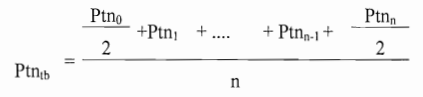 Ptn₀ Ptnₙ
2 +Ptn₁ + .... + Ptnₙ₋₁ + 2
Ptn_tb =
n